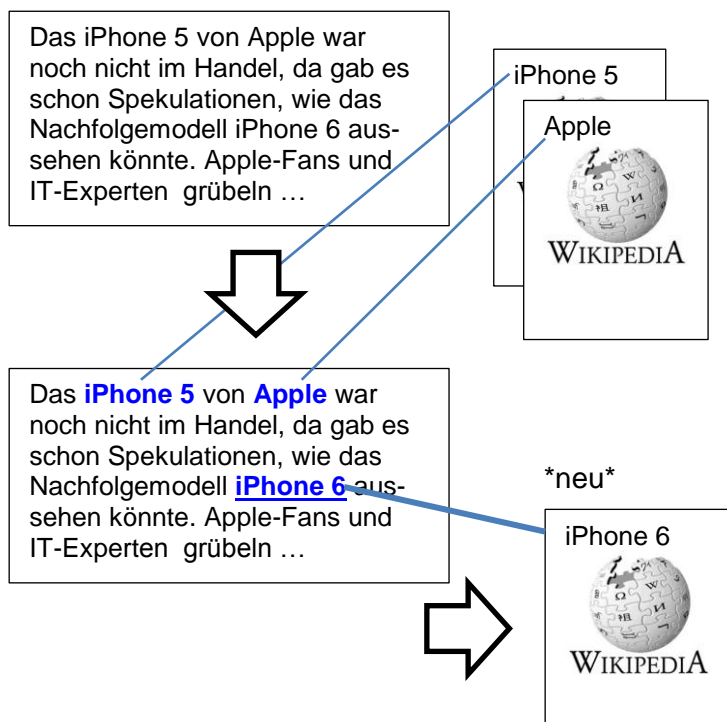 Das iPhone 5 von Apple war
noch nicht im Handel, da gab es
schon Spekulationen, wie das
Nachfolgemodell iPhone 6 aus-
sehen könnte. Apple-Fans und
IT-Experten grübeln …
iPhone 5
Apple
WIKIPEDIA
Das iPhone 5 von Apple war
noch nicht im Handel, da gab es
schon Spekulationen, wie das
Nachfolgemodell iPhone 6 aus-
sehen könnte. Apple-Fans und
IT-Experten grübeln …
*neu*
iPhone 6
WIKIPEDIA